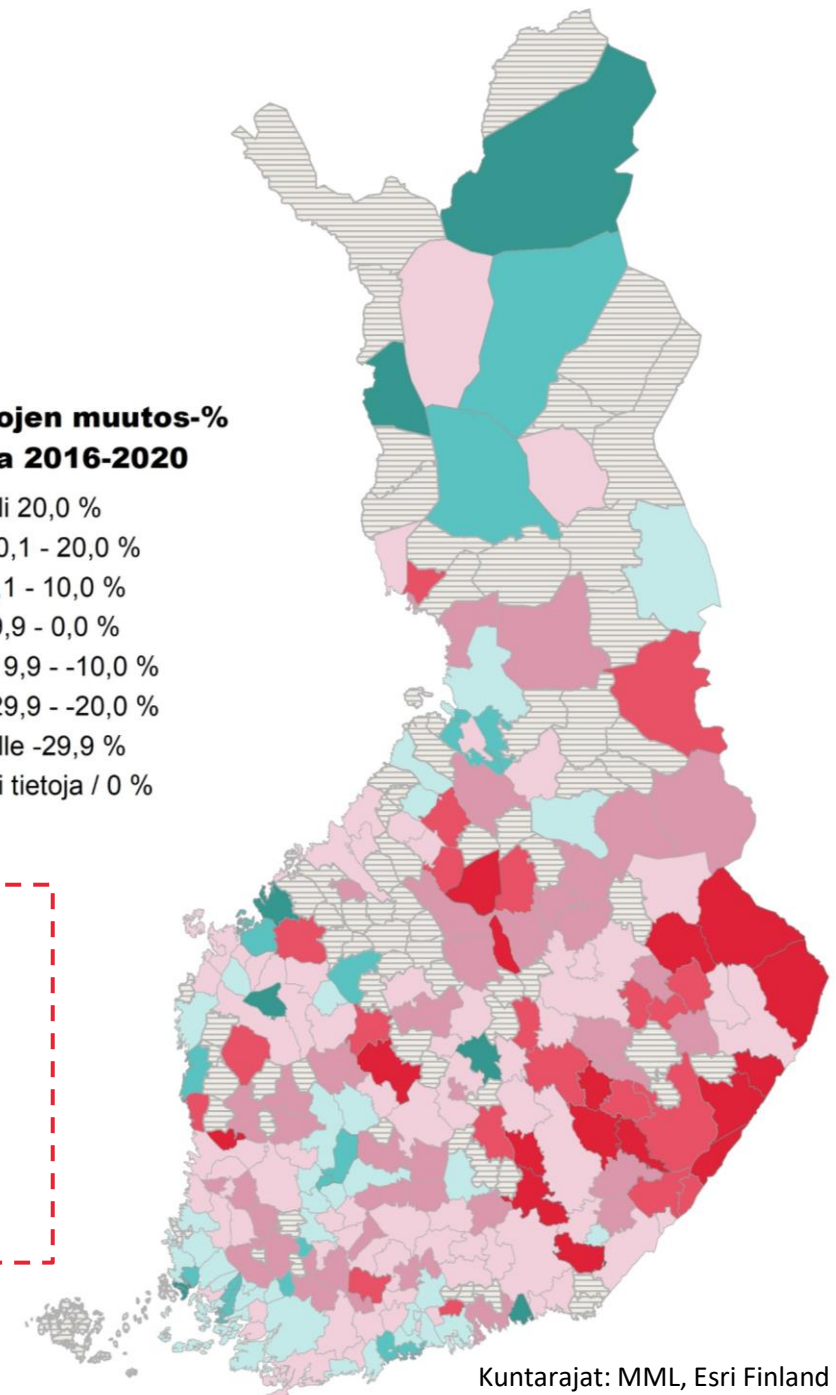 ojen muutos-%
a 2016-2020
li 20,0 %
0,1 - 20,0 %
,1 - 10,0 %
9,9 - 0,0 %
19,9 - -10,0 %
29,9 - -20,0 %
lle -29,9 %
i tietoja / 0 %
Kuntarajat: MML, Esri Finland